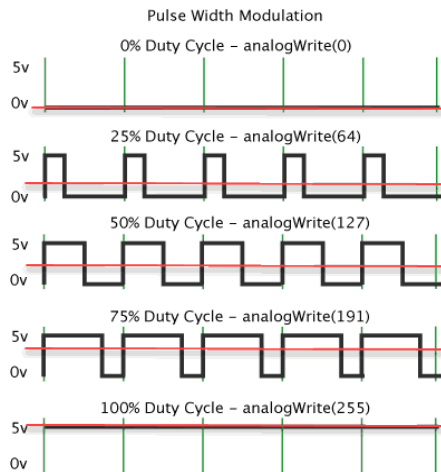 Pulse Width Modulation
0% Duty Cycle – analogWrite(0)
5v
0v
25% Duty Cycle – analogWrite(64)
5v
0v
50% Duty Cycle – analogWrite(127)
5v
0v
75% Duty Cycle – analogWrite(191)
5v
0v
100% Duty Cycle – analogWrite(255)
5v
0v